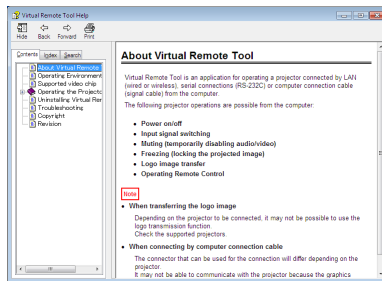 Virtual Remote Tool Help
Hide Back Forward Print
Contents Index Search
About Virtual Remote
Operating Environment
Supported video chip
Operating the Projecto
Uninstalling Virtual Rer
Troubleshooting
Copyright
Revision
About Virtual Remote Tool
Virtual Remote Tool is an application for operating a projector connected by LAN
(wired or wireless), serial connections (RS-232C) or computer connection cable
(signal cable) from the computer.
The following projector operations are possible from the computer:
• Power on/off
• Input signal switching
• Muting (temporarily disabling audio/video)
• Freezing (locking the projected image)
• Logo image transfer
• Operating Remote Control
Note
• When transferring the logo image
Depending on the projector to be connected, it may not be possible to use the
logo transmission function.
Check the supported projectors.
• When connecting by computer connection cable
The connector that can be used for the connection will differ depending on the
projector.
It may not be able to communicate with the projector because the graphics